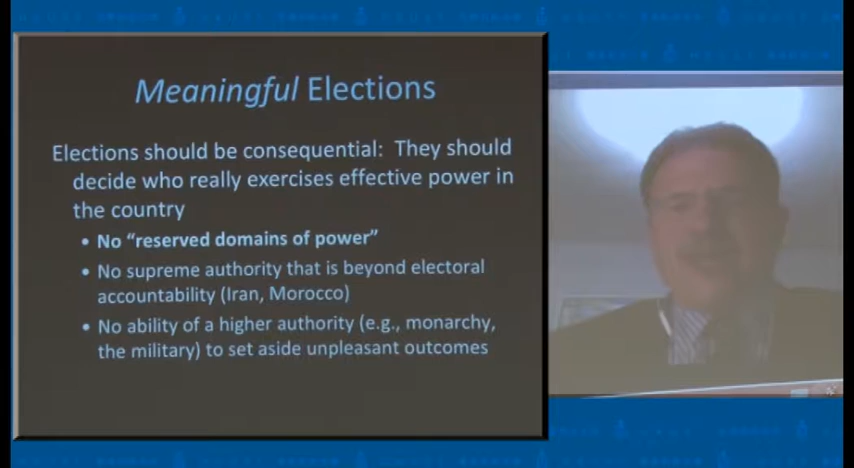 Meaningful Elections
Elections should be consequential: They should
decide who really exercises effective power in
the country
• No “reserved domains of power”
• No supreme authority that is beyond electoral
accountability (Iran, Morocco)
• No ability of a higher authority (e.g., monarchy,
the military) to set aside unpleasant outcomes